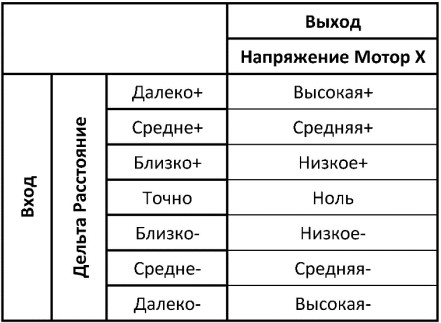 Выход
Напряжение Мотор X
Вход
Дельта Расстояние
Далеко+ Высокая+
Средне+ Средняя+
Близко+ Низкое+
Точно Ноль
Близко- Низкое-
Средне- Средняя-
Далеко- Высокая-